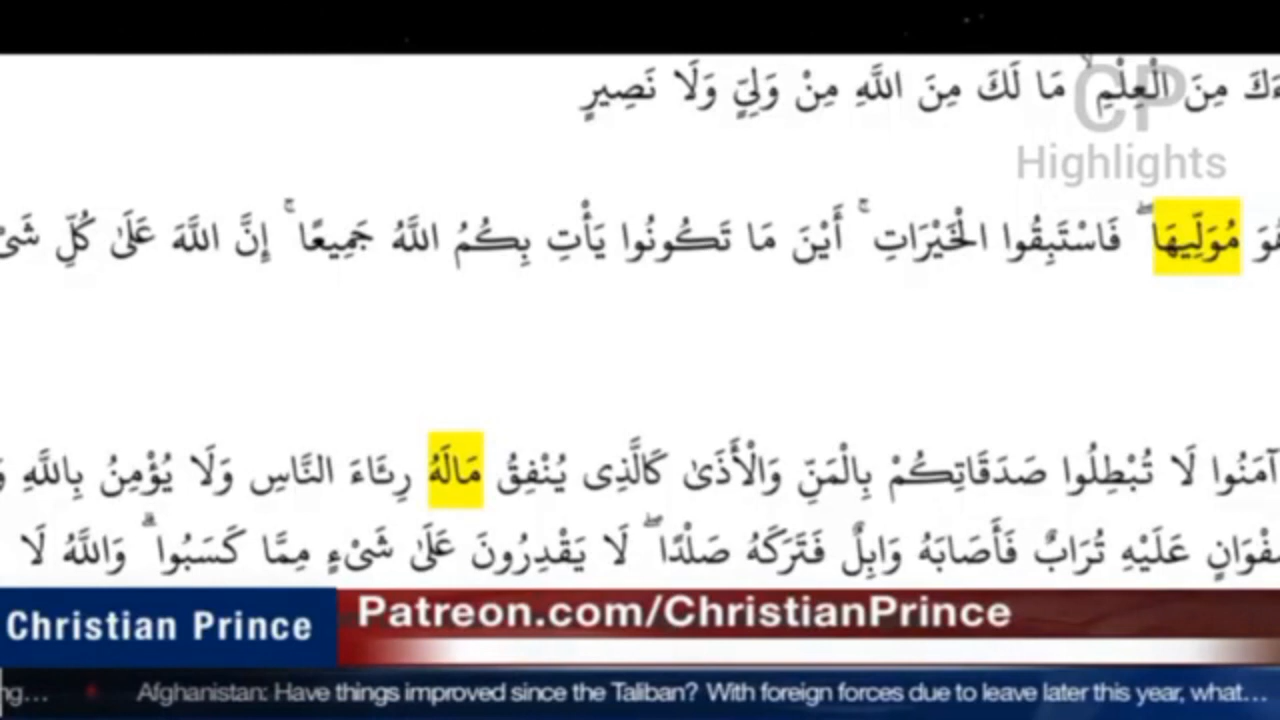 مِنَ الْعِلْمِ ۙ مَا لَكَ مِنَ اللَّهِ مِنْ وَلِيٍّ وَلَا نَصِيرٍ
CP
Highlights
مُوَلِّيهَا ۖ فَاسْتَبِقُوا الْخَيْرَاتِ ۚ أَيْنَ مَا تَكُونُوا يَأْتِ بِكُمُ اللَّهُ جَمِيعًا ۚ إِنَّ اللَّهَ عَلَىٰ كُلِّ
آمَنُوا لَا تُبْطِلُوا صَدَقَاتِكُمْ بِالْمَنِّ وَالْأَذَىٰ كَالَّذِى يُنْفِقُ مَالَهُ رِئَاءَ النَّاسِ وَلَا يُؤْمِنُ بِاللَّهِ
عَلَيْهِ تُرَابٌ فَأَصَابَهُ وَابِلٌ فَتَرَكَهُ صَلْدًا ۖ لَا يَقْدِرُونَ عَلَىٰ شَىْءٍ مِمَّا كَسَبُوا ۗ وَاللَّهُ لَا
Christian Prince
Patreon.com/ChristianPrince
ng... Afghanistan: Have things improved since the Taliban? With foreign forces due to leave later this year, what...